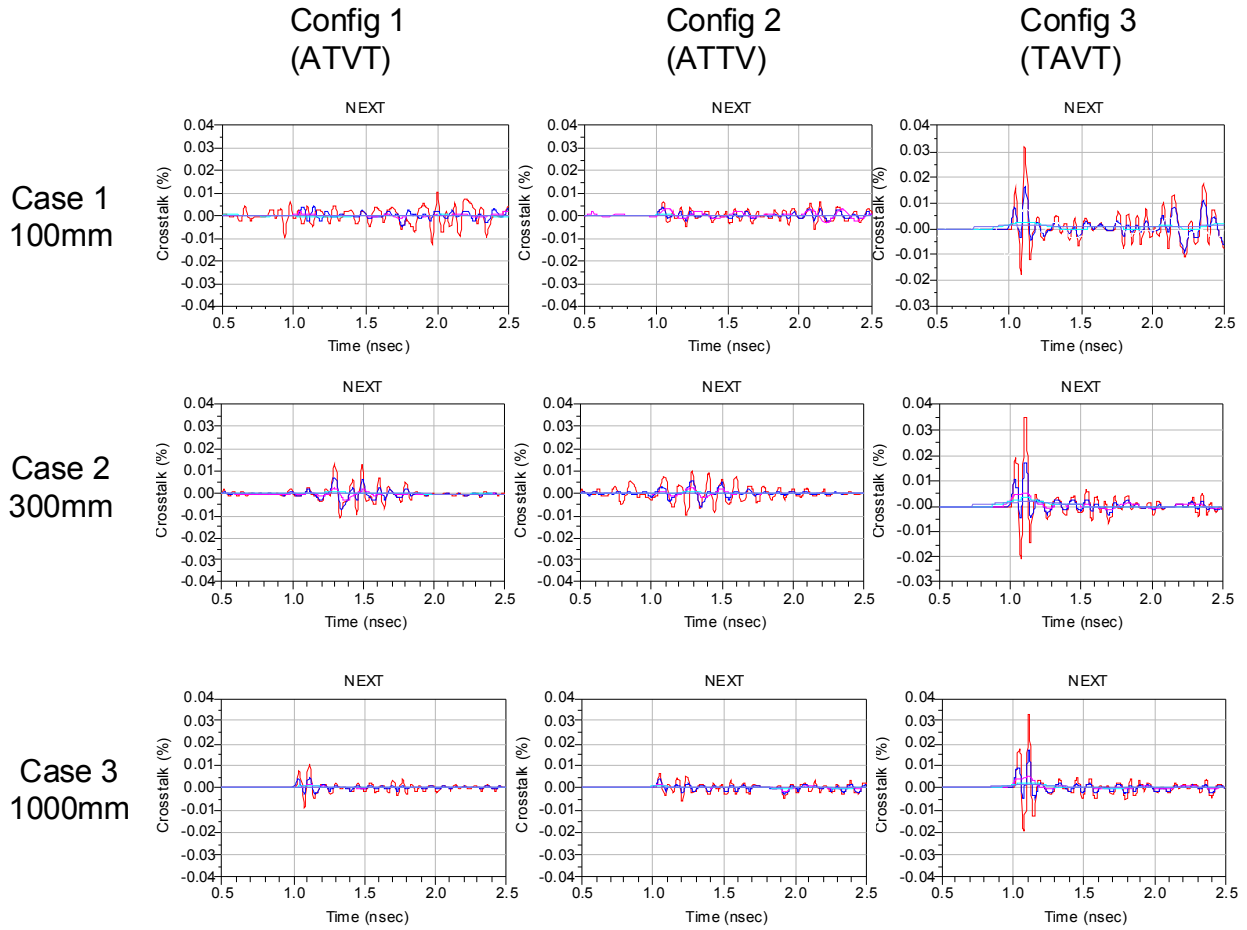 Config 1
(ATVT)
Config 2
(ATTV)
Config 3
(TAVT)
Case 1
100mm
NEXT
Crosstalk (%)
0.04
0.03
0.02
0.01
0.00
-0.01
-0.02
-0.03
-0.04
0.5 1.0 1.5 2.0 2.5
Time (nsec)
NEXT
Crosstalk (%)
0.04
0.03
0.02
0.01
0.00
-0.01
-0.02
-0.03
-0.04
0.5 1.0 1.5 2.0 2.5
Time (nsec)
NEXT
Crosstalk (%)
0.04
0.03
0.02
0.01
-0.00
-0.01
-0.02
-0.03
0.5 1.0 1.5 2.0 2.5
Time (nsec)
Case 2
300mm
NEXT
Crosstalk (%)
0.04
0.03
0.02
0.01
0.00
-0.01
-0.02
-0.03
-0.04
0.5 1.0 1.5 2.0 2.5
Time (nsec)
NEXT
Crosstalk (%)
0.04
0.03
0.02
0.01
0.00
-0.01
-0.02
-0.03
-0.04
0.5 1.0 1.5 2.0 2.5
Time (nsec)
NEXT
Crosstalk (%)
0.04
0.03
0.02
0.01
-0.00
-0.01
-0.02
-0.03
0.5 1.0 1.5 2.0 2.5
Time (nsec)
Case 3
1000mm
NEXT
Crosstalk (%)
0.04
0.03
0.02
0.01
0.00
-0.01
-0.02
-0.03
-0.04
0.5 1.0 1.5 2.0 2.5
Time (nsec)
NEXT
Crosstalk (%)
0.04
0.03
0.02
0.01
0.00
-0.01
-0.02
-0.03
-0.04
0.5 1.0 1.5 2.0 2.5
Time (nsec)
NEXT
Crosstalk (%)
0.04
0.03
0.02
0.01
0.00
-0.01
-0.02
-0.03
-0.04
0.5 1.0 1.5 2.0 2.5
Time (nsec)